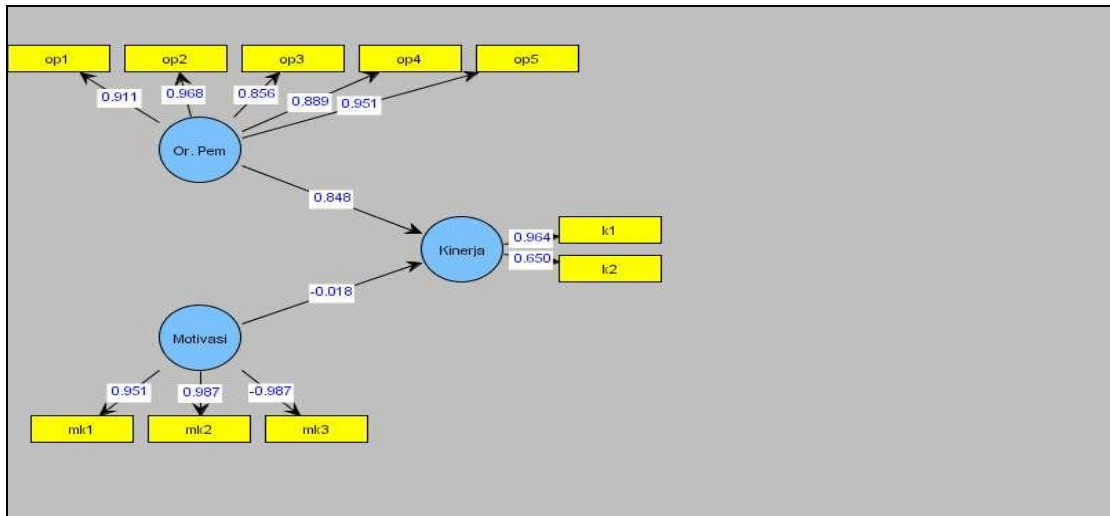 op1 op2 op3 op4 op5
0.911 0.968 0.856 0.889 0.951
Or. Pem
0.848
Kinerja
0.964 k1
0.650 k2
-0.018
Motivasi
0.951 0.987 -0.987
mk1 mk2 mk3